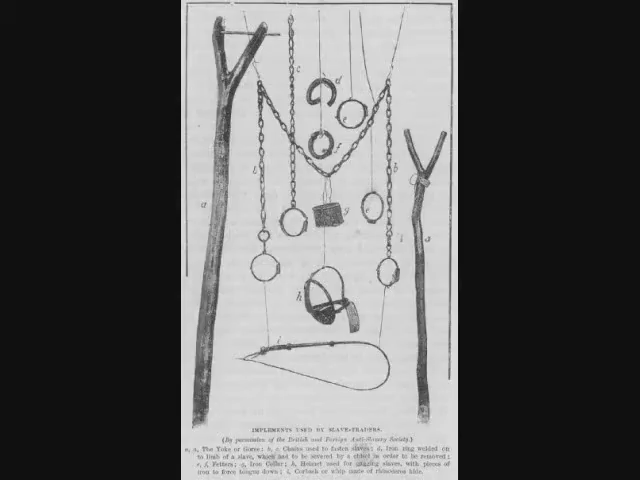 c
d
e
f
b
b
a
g
e
i
a
h
i
IMPLEMENTS USED BY SLAVE-TRADERS.
(By permission of the British and Foreign Anti-Slavery Society.)
a, a, The Yoke or Goree; b, c Chains used to fasten slaves; d, Iron ring welded on
to limb of a slave, which had to be severed by a chisel in order to be removed;
e, f, Fetters; g, Iron Collar; h, Helmet used for gagging slaves, with pieces of
iron to force tongue down; i, Corbash or whip made of rhinoceros hide.